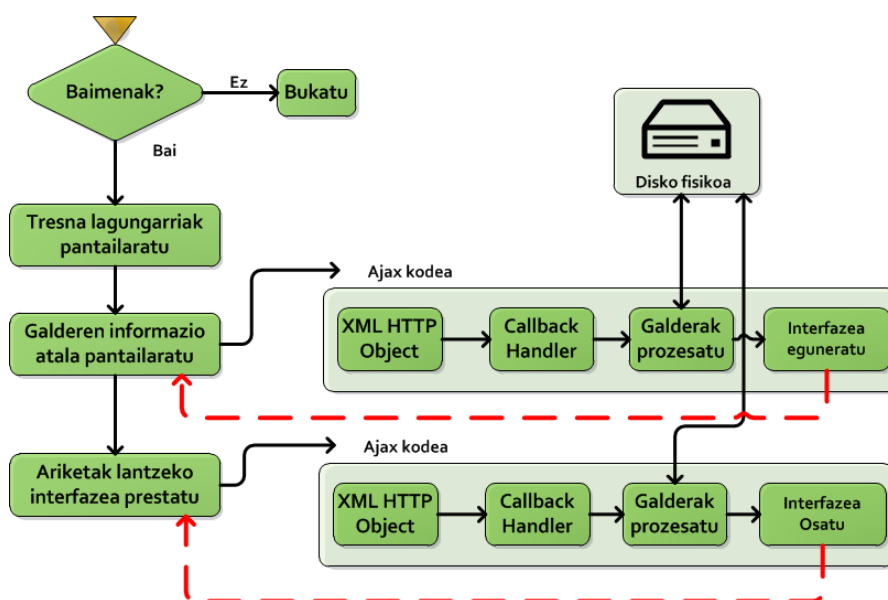 Baimenak?
Ez
Bukatu
Bai
Disko fisikoa
Tresna lagungarriak
pantailaratu
Ajax kodea
Galderen informazio
atala pantailaratu
XML HTTP
Object
Callback
Handler
Galderak
prozesatu
Interfazea
eguneratu
Ajax kodea
Ariketak lantzeko
interfazea prestatu
XML HTTP
Object
Callback
Handler
Galderak
prozesatu
Interfazea
Osatu